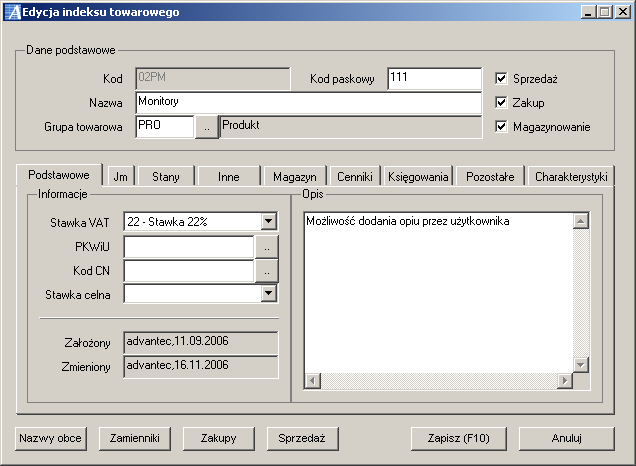 Edycja indeksu towarowego
Dane podstawowe
Kod 02PM Kod paskowy 111 Sprzedaż
Nazwa Monitory Zakup
Grupa towarowa PRO .. Produkt Magazynowanie
Podstawowe Jm Stany Inne Magazyn Cenniki Księgowania Pozostałe Charakterystyki
Informacje Opis
Stawka VAT 22 - Stawka 22% Możliwość dodania opiu przez użytkownika
PKWiU ..
Kod CN ..
Stawka celna
Założony advantec,11.09.2006
Zmieniony advantec,16.11.2006
Nazwy obce Zamienniki Zakupy Sprzedaż Zapisz (F10) Anuluj